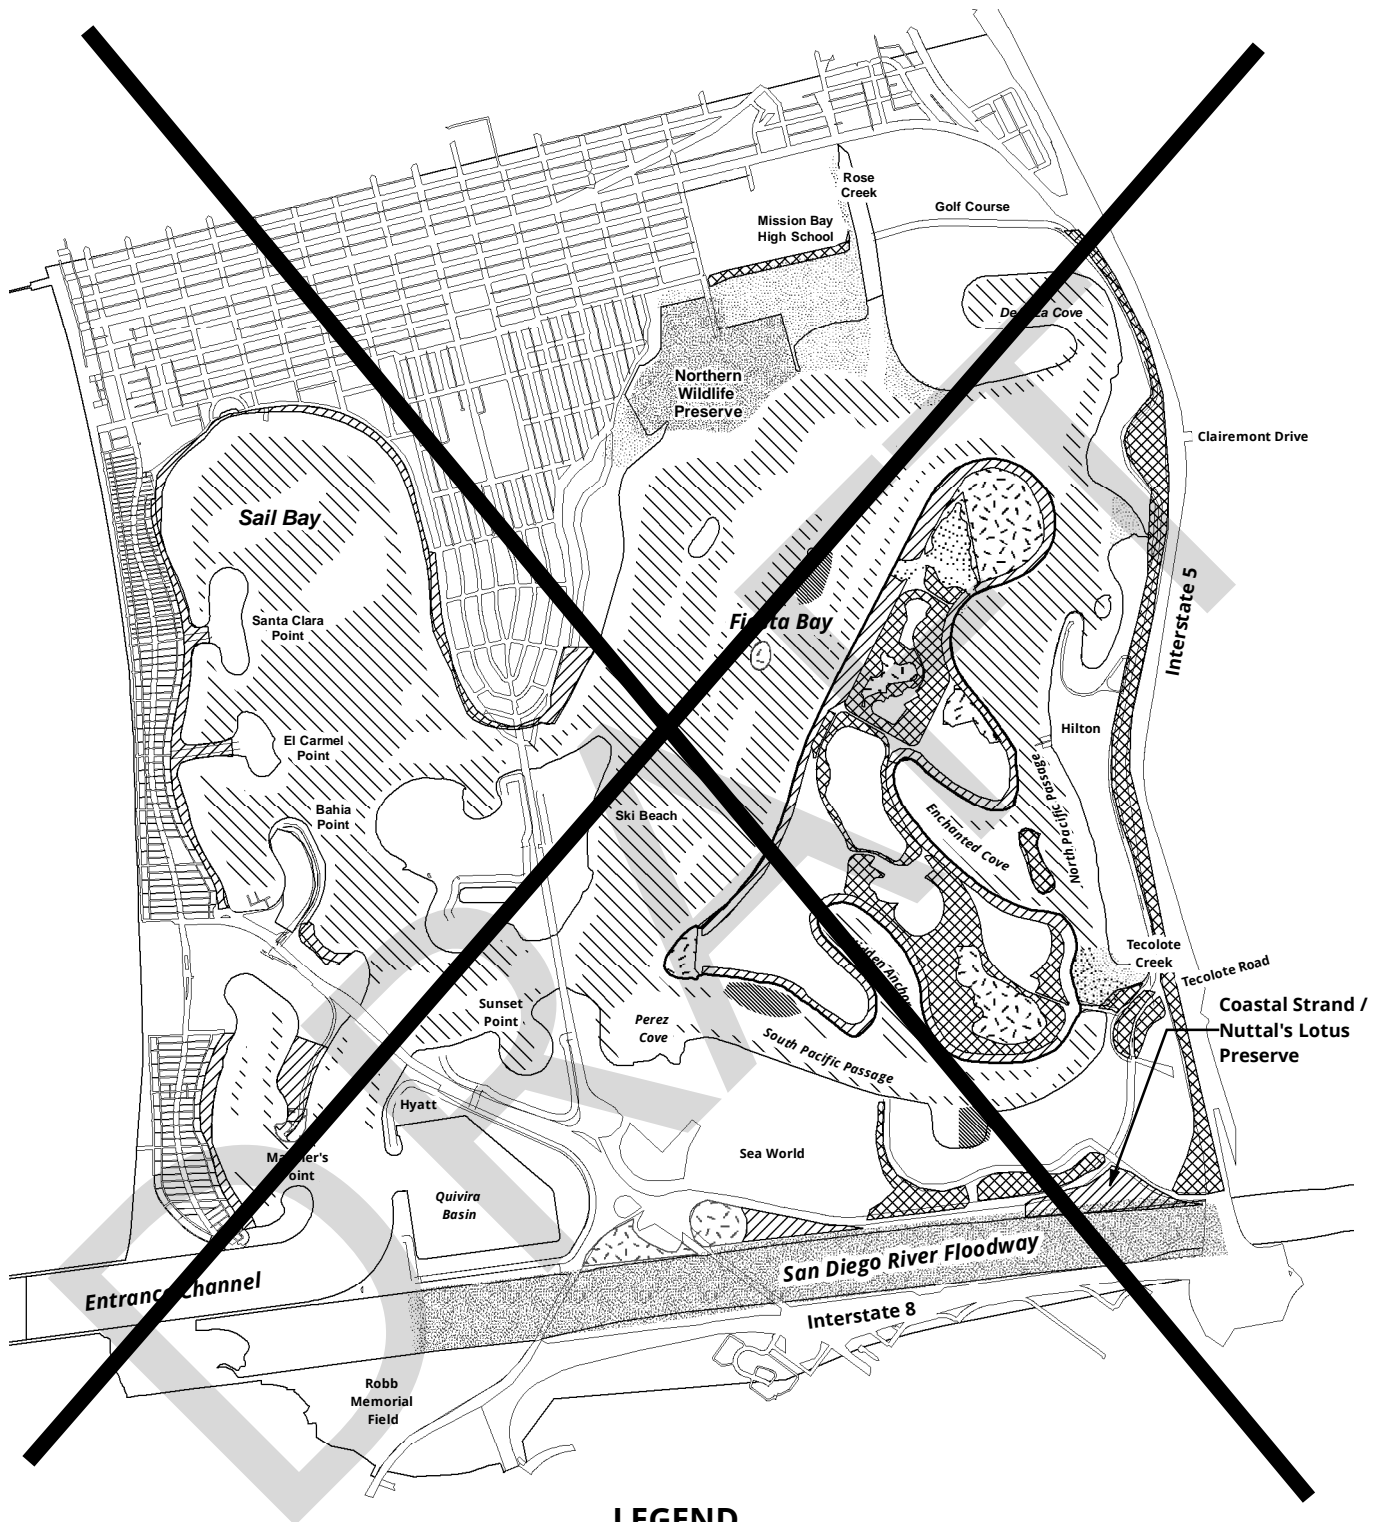 Rose
Creek
Golf Course
Mission Bay
High School
Cove
Northern
Wildlife
Preserve
Clairemont Drive
Sail Bay
Interstate 5
Santa Clara
Point
Bay
El Carmel
Point
Hilton
North Pacific Passage
Bahia
Point
Ski Beach
Enchanted Cove
Tecolote
Creek
Tecolote Road
Coastal Strand /
Nuttal's Lotus
Preserve
Sunset
Point
Perez
Cove
South Pacific Passage
Hyatt
Sea World
Quivira
Basin
San Diego River Floodway
Entrance Channel
Interstate 8
Robb
Memorial
Field
DRAFT
LEGEND